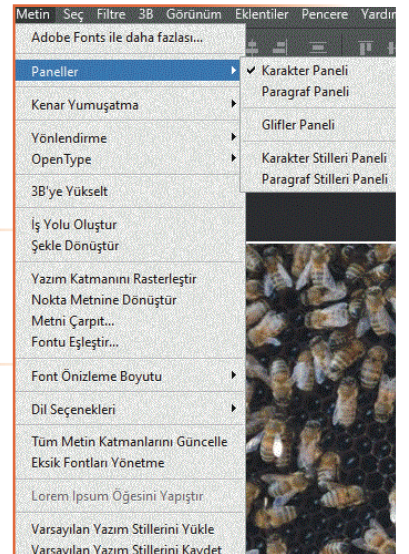 Metin Seç Filtre 3B Görünüm Eklentiler Pencere Yardım
Adobe Fonts ile daha fazlası...
Paneller
Karakter Paneli
Paragraf Paneli
Glifler Paneli
Karakter Stilleri Paneli
Paragraf Stilleri Paneli
Kenar Yumuşatma
Yönlendirme
OpenType
3B'ye Yükselt
İş Yolu Oluştur
Şekle Dönüştür
Yazım Katmanını Rasterleştir
Nokta Metnine Dönüştür
Metni Çarpıt...
Fontu Eşleştir...
Font Önizleme Boyutu
Dil Seçenekleri
Tüm Metin Katmanlarını Güncelle
Eksik Fontları Yönetme
Lorem Ipsum Öğesini Yapıştır
Varsayılan Yazım Stillerini Yükle
Varsayılan Yazım Stillerini Kaydet